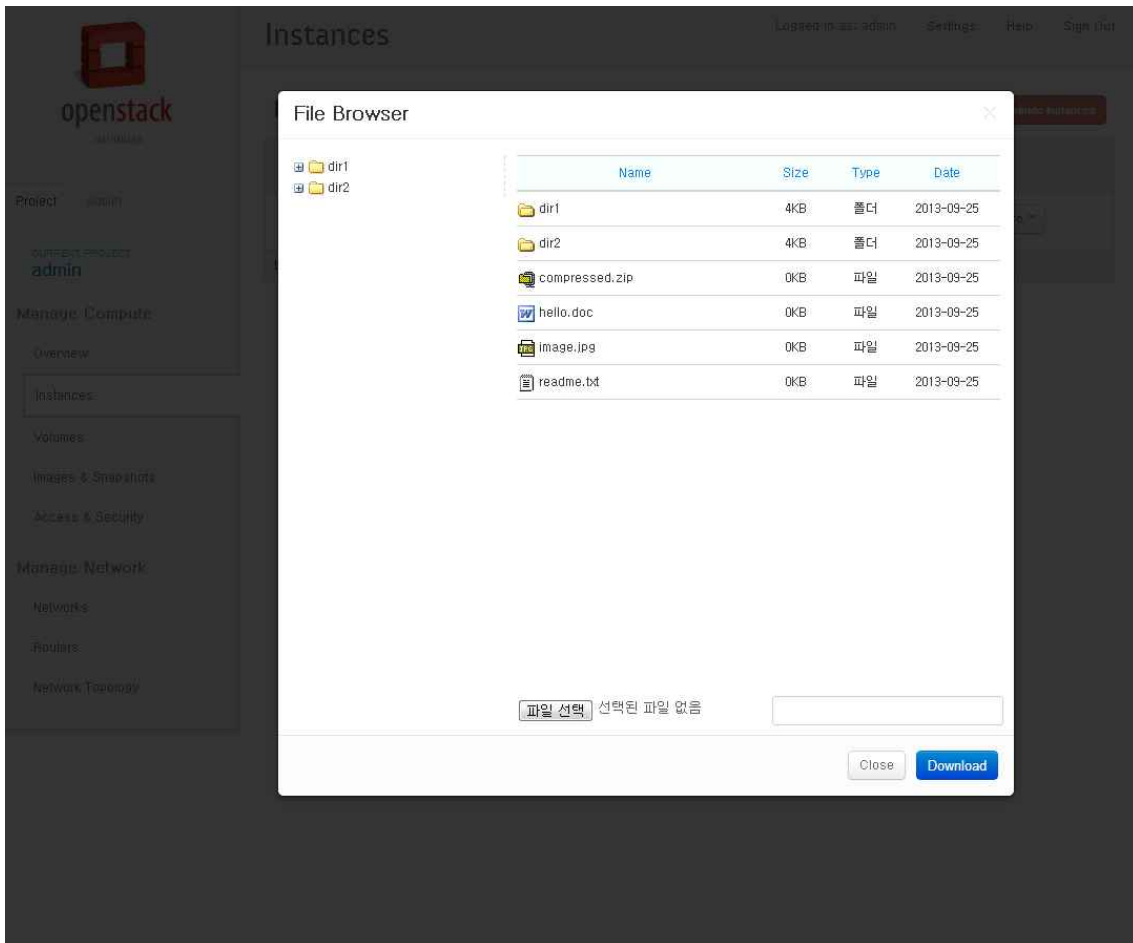 Instances
Logged in as: admin Settings Help Sign Out
openstack
DASHBOARD
Project Admin
CURRENT PROJECT
admin
Manage Compute
Overview
Instances
Volumes
Images & Snapshots
Access & Security
Manage Network
Networks
Routers
Network Topology
File Browser
dir1
dir2
Name Size Type Date
dir1 4KB 폴더 2013-09-25
dir2 4KB 폴더 2013-09-25
compressed.zip 0KB 파일 2013-09-25
hello.doc 0KB 파일 2013-09-25
image.jpg 0KB 파일 2013-09-25
readme.txt 0KB 파일 2013-09-25
파일 선택 선택된 파일 없음
Close Download